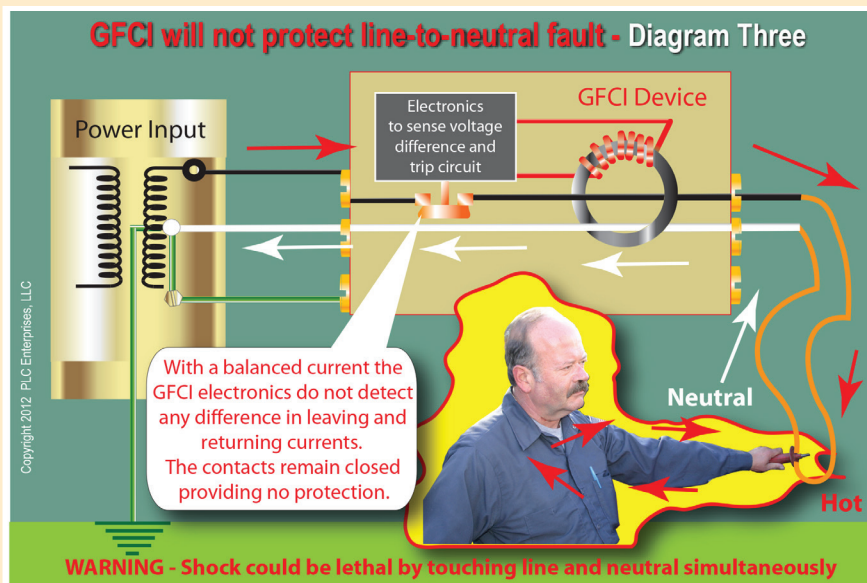 GFCI will not protect line-to-neutral fault - Diagram Three
Power Input
Electronics
to sense voltage
difference and
trip circuit
GFCI Device
With a balanced current the
GFCI electronics do not detect
any difference in leaving and
returning currents.
The contacts remain closed
providing no protection.
Neutral
Hot
Copyright 2012 PLC Enterprises, LLC
WARNING - Shock could be lethal by touching line and neutral simultaneously